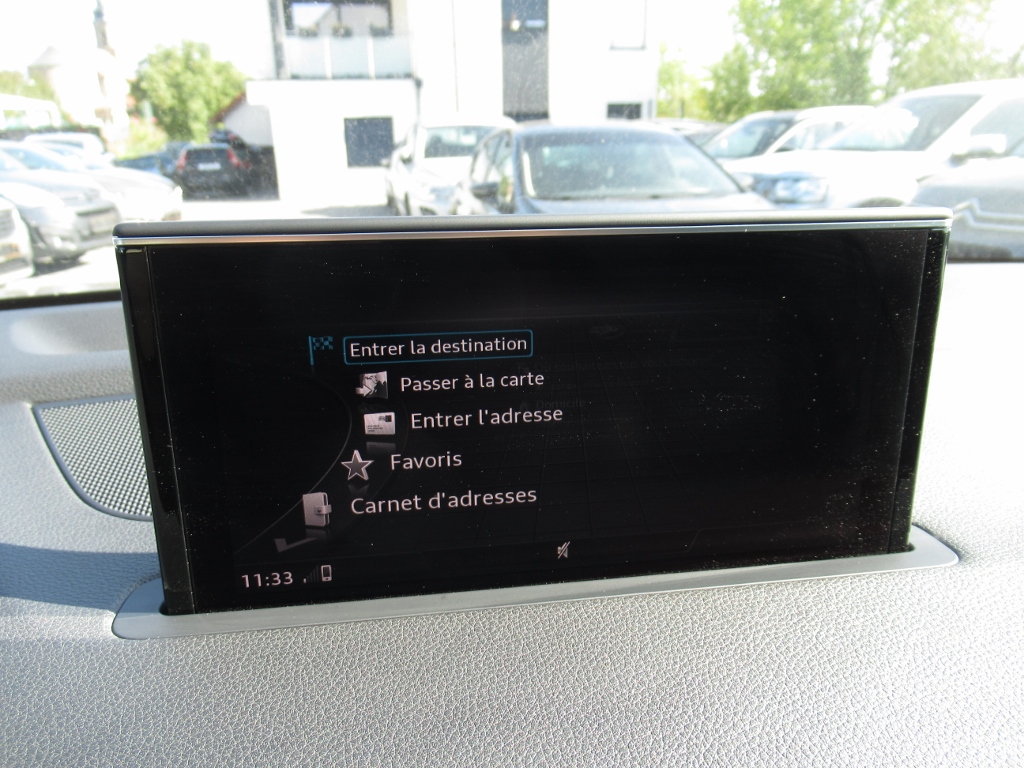 Entrer la destination
Passer à la carte
Entrer l'adresse
Favoris
Carnet d'adresses
11:33